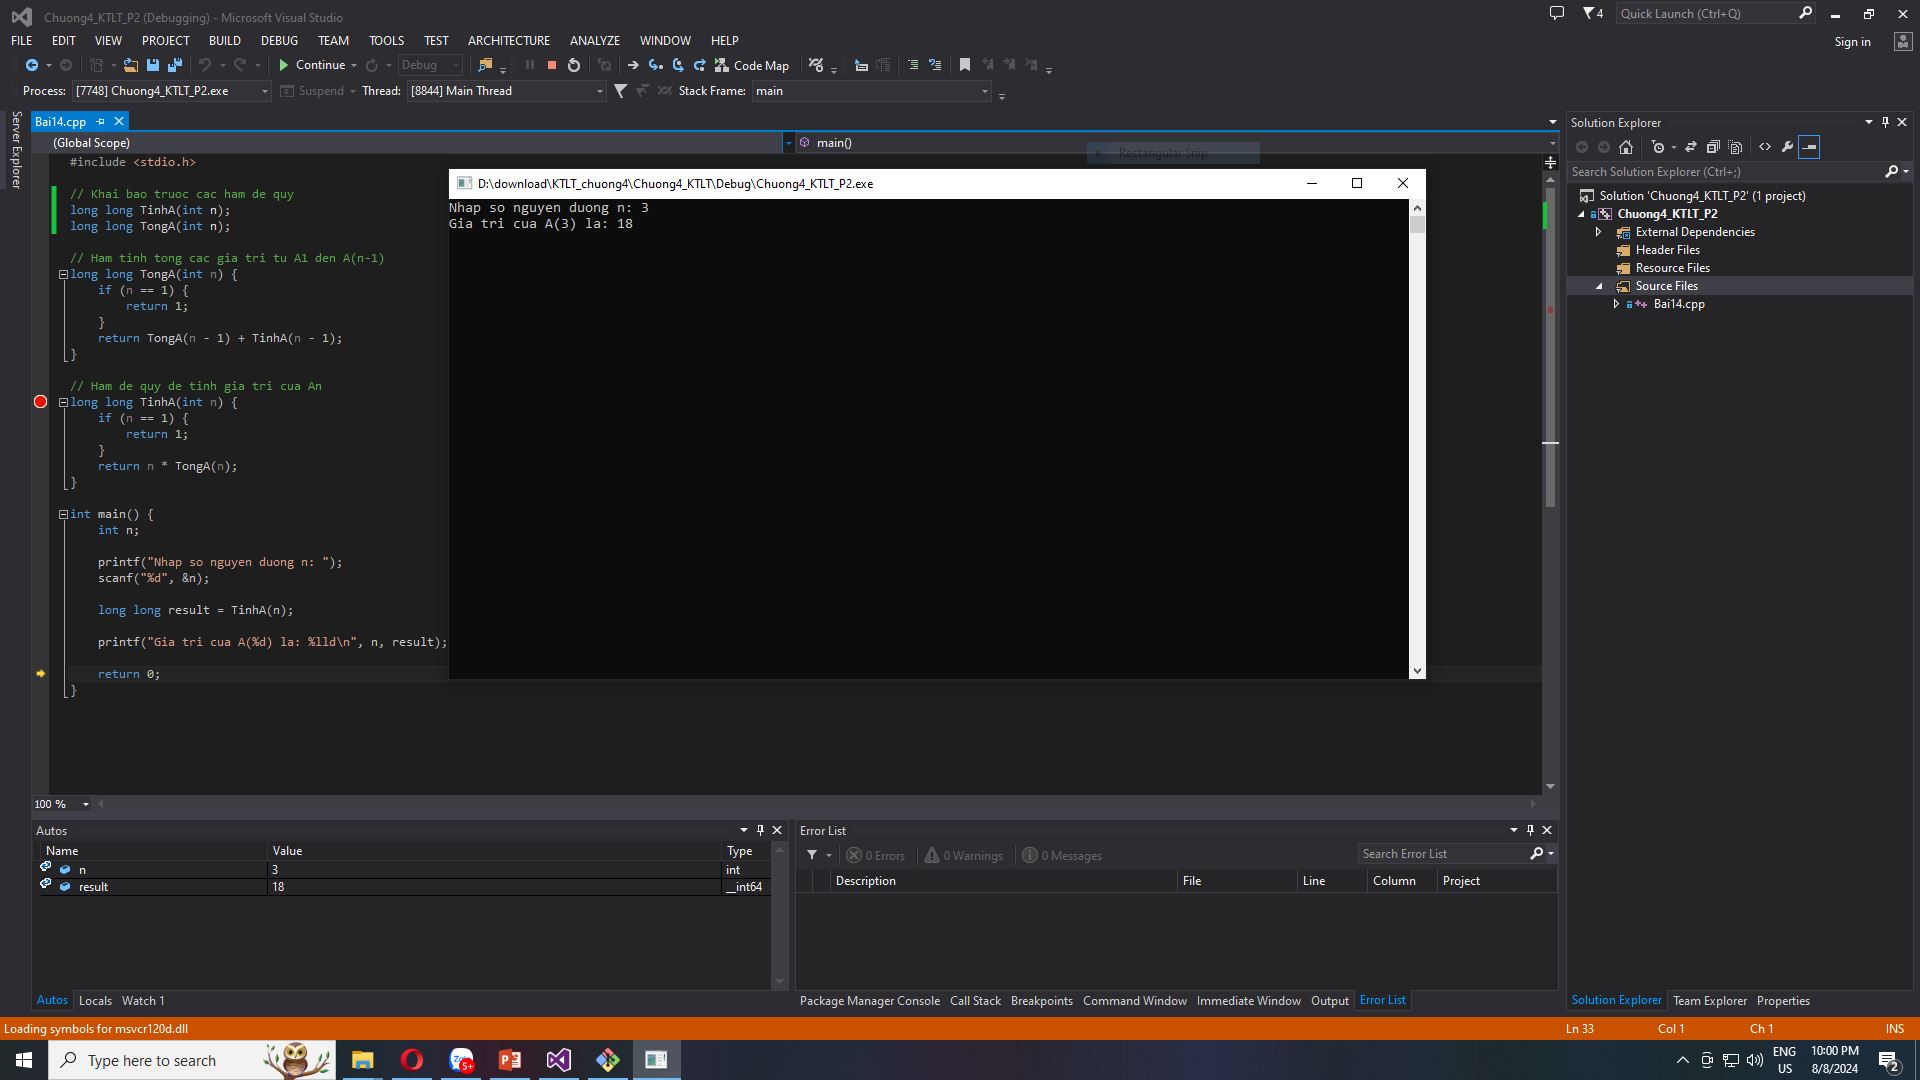 Chuong4_KTLT_P2 (Debugging) - Microsoft Visual Studio
4
Quick Launch (Ctrl+Q)
FILE EDIT VIEW PROJECT BUILD DEBUG TEAM TOOLS TEST ARCHITECTURE ANALYZE WINDOW HELP
Sign in
Continue Debug Code Map
Process: [7748] Chuong4_KTLT_P2.exe Suspend Thread: [8844] Main Thread Stack Frame: main
Server Explorer
Bai14.cpp
(Global Scope) main()
Rectangular Snip
#include <stdio.h>
// Khai bao truoc cac ham de quy
long long TinhA(int n);
long long TongA(int n);
// Ham tinh tong cac gia tri tu A1 den A(n-1)
long long TongA(int n) {
if (n == 1) {
return 1;
}
return TongA(n - 1) + TinhA(n - 1);
}
// Ham de quy de tinh gia tri cua An
long long TinhA(int n) {
if (n == 1) {
return 1;
}
return n * TongA(n);
}
int main() {
int n;
printf("Nhap so nguyen duong n: ");
scanf("%d", &n);
long long result = TinhA(n);
printf("Gia tri cua A(%d) la: %lld\n", n, result);
return 0;
}
100 %
D:\download\KTLT_chuong4\Chuong4_KTLT\Debug\Chuong4_KTLT_P2.exe
Nhap so nguyen duong n: 3
Gia tri cua A(3) la: 18
Solution Explorer
Search Solution Explorer (Ctrl+;)
Solution 'Chuong4_KTLT_P2' (1 project)
Chuong4_KTLT_P2
External Dependencies
Header Files
Resource Files
Source Files
Bai14.cpp
Autos
Name Value Type
n 3 int
result 18 __int64
Autos Locals Watch 1
Error List
0 Errors 0 Warnings 0 Messages
Search Error List
Description File Line Column Project
Package Manager Console Call Stack Breakpoints Command Window Immediate Window Output Error List
Solution Explorer Team Explorer Properties
Loading symbols for msvcr120d.dll
Ln 33 Col 1 Ch 1 INS
Type here to search
5+
ENG
US
10:00 PM
8/8/2024
2